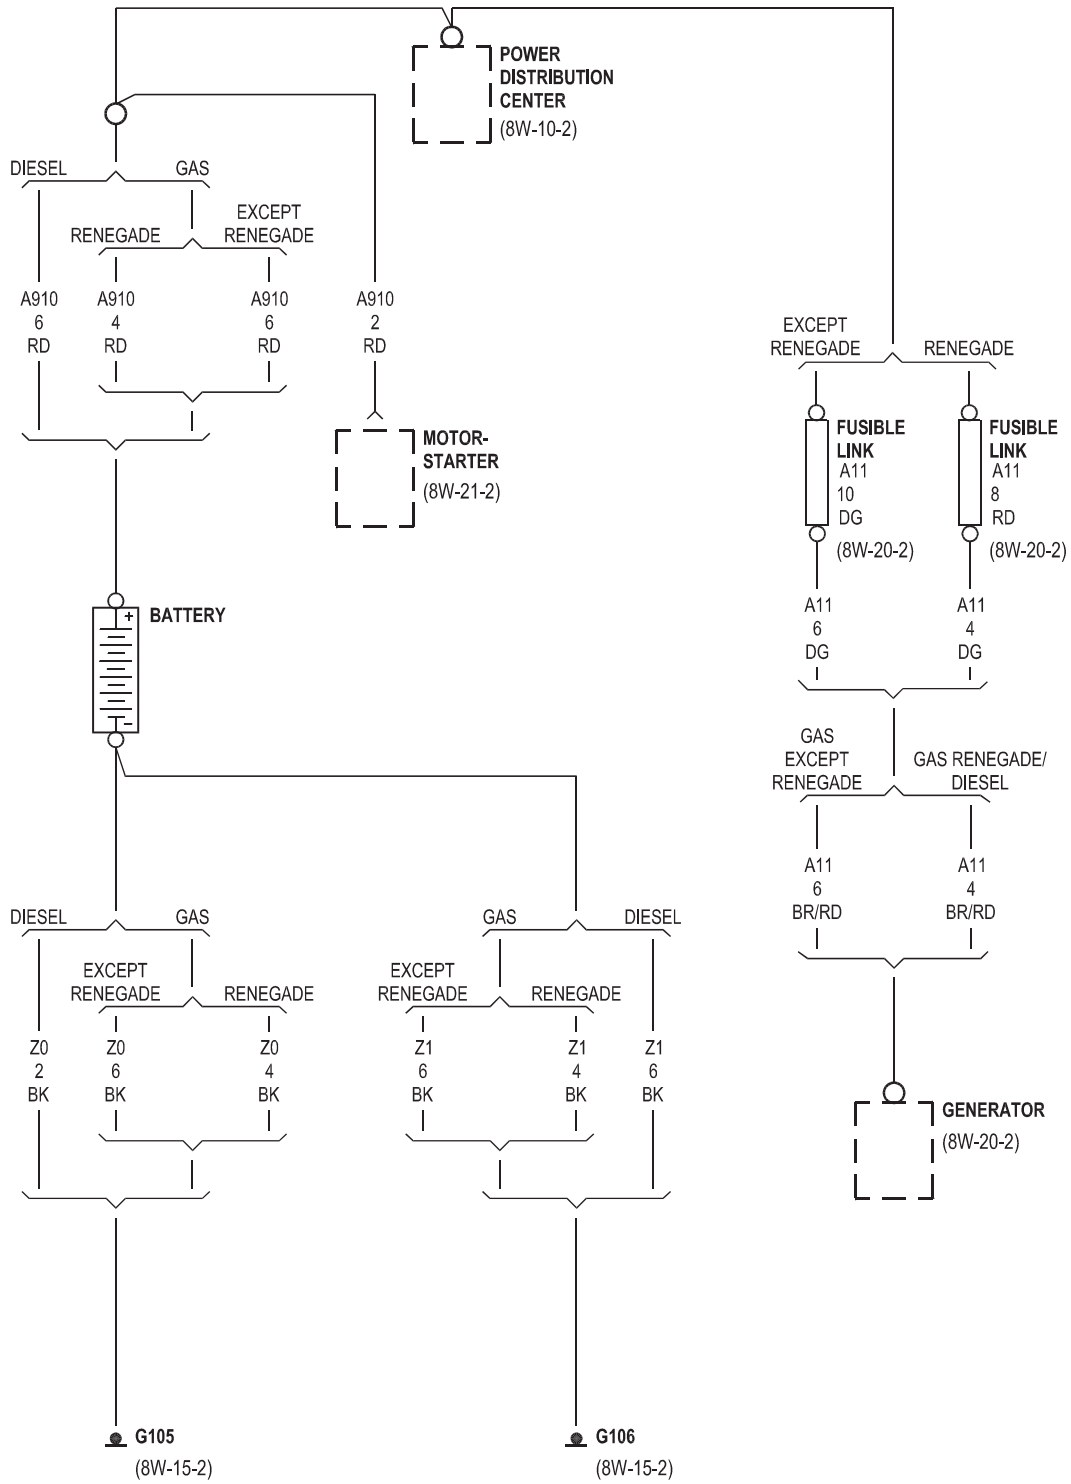 POWER
DISTRIBUTION
CENTER
(8W-10-2)
DIESEL
GAS
RENEGADE
EXCEPT
RENEGADE
A910
6
RD
A910
4
RD
A910
6
RD
A910
2
RD
MOTOR-
STARTER
(8W-21-2)
EXCEPT
RENEGADE
RENEGADE
FUSIBLE
LINK
A11
10
DG
(8W-20-2)
FUSIBLE
LINK
A11
8
RD
(8W-20-2)
A11
6
DG
A11
4
DG
+
BATTERY
−
GAS
EXCEPT
RENEGADE
GAS RENEGADE/
DIESEL
A11
6
BR/RD
A11
4
BR/RD
DIESEL
GAS
EXCEPT
RENEGADE
RENEGADE
Z0
2
BK
Z0
6
BK
Z0
4
BK
GAS
DIESEL
EXCEPT
RENEGADE
RENEGADE
Z1
6
BK
Z1
4
BK
Z1
6
BK
GENERATOR
(8W-20-2)
G105
(8W-15-2)
G106
(8W-15-2)